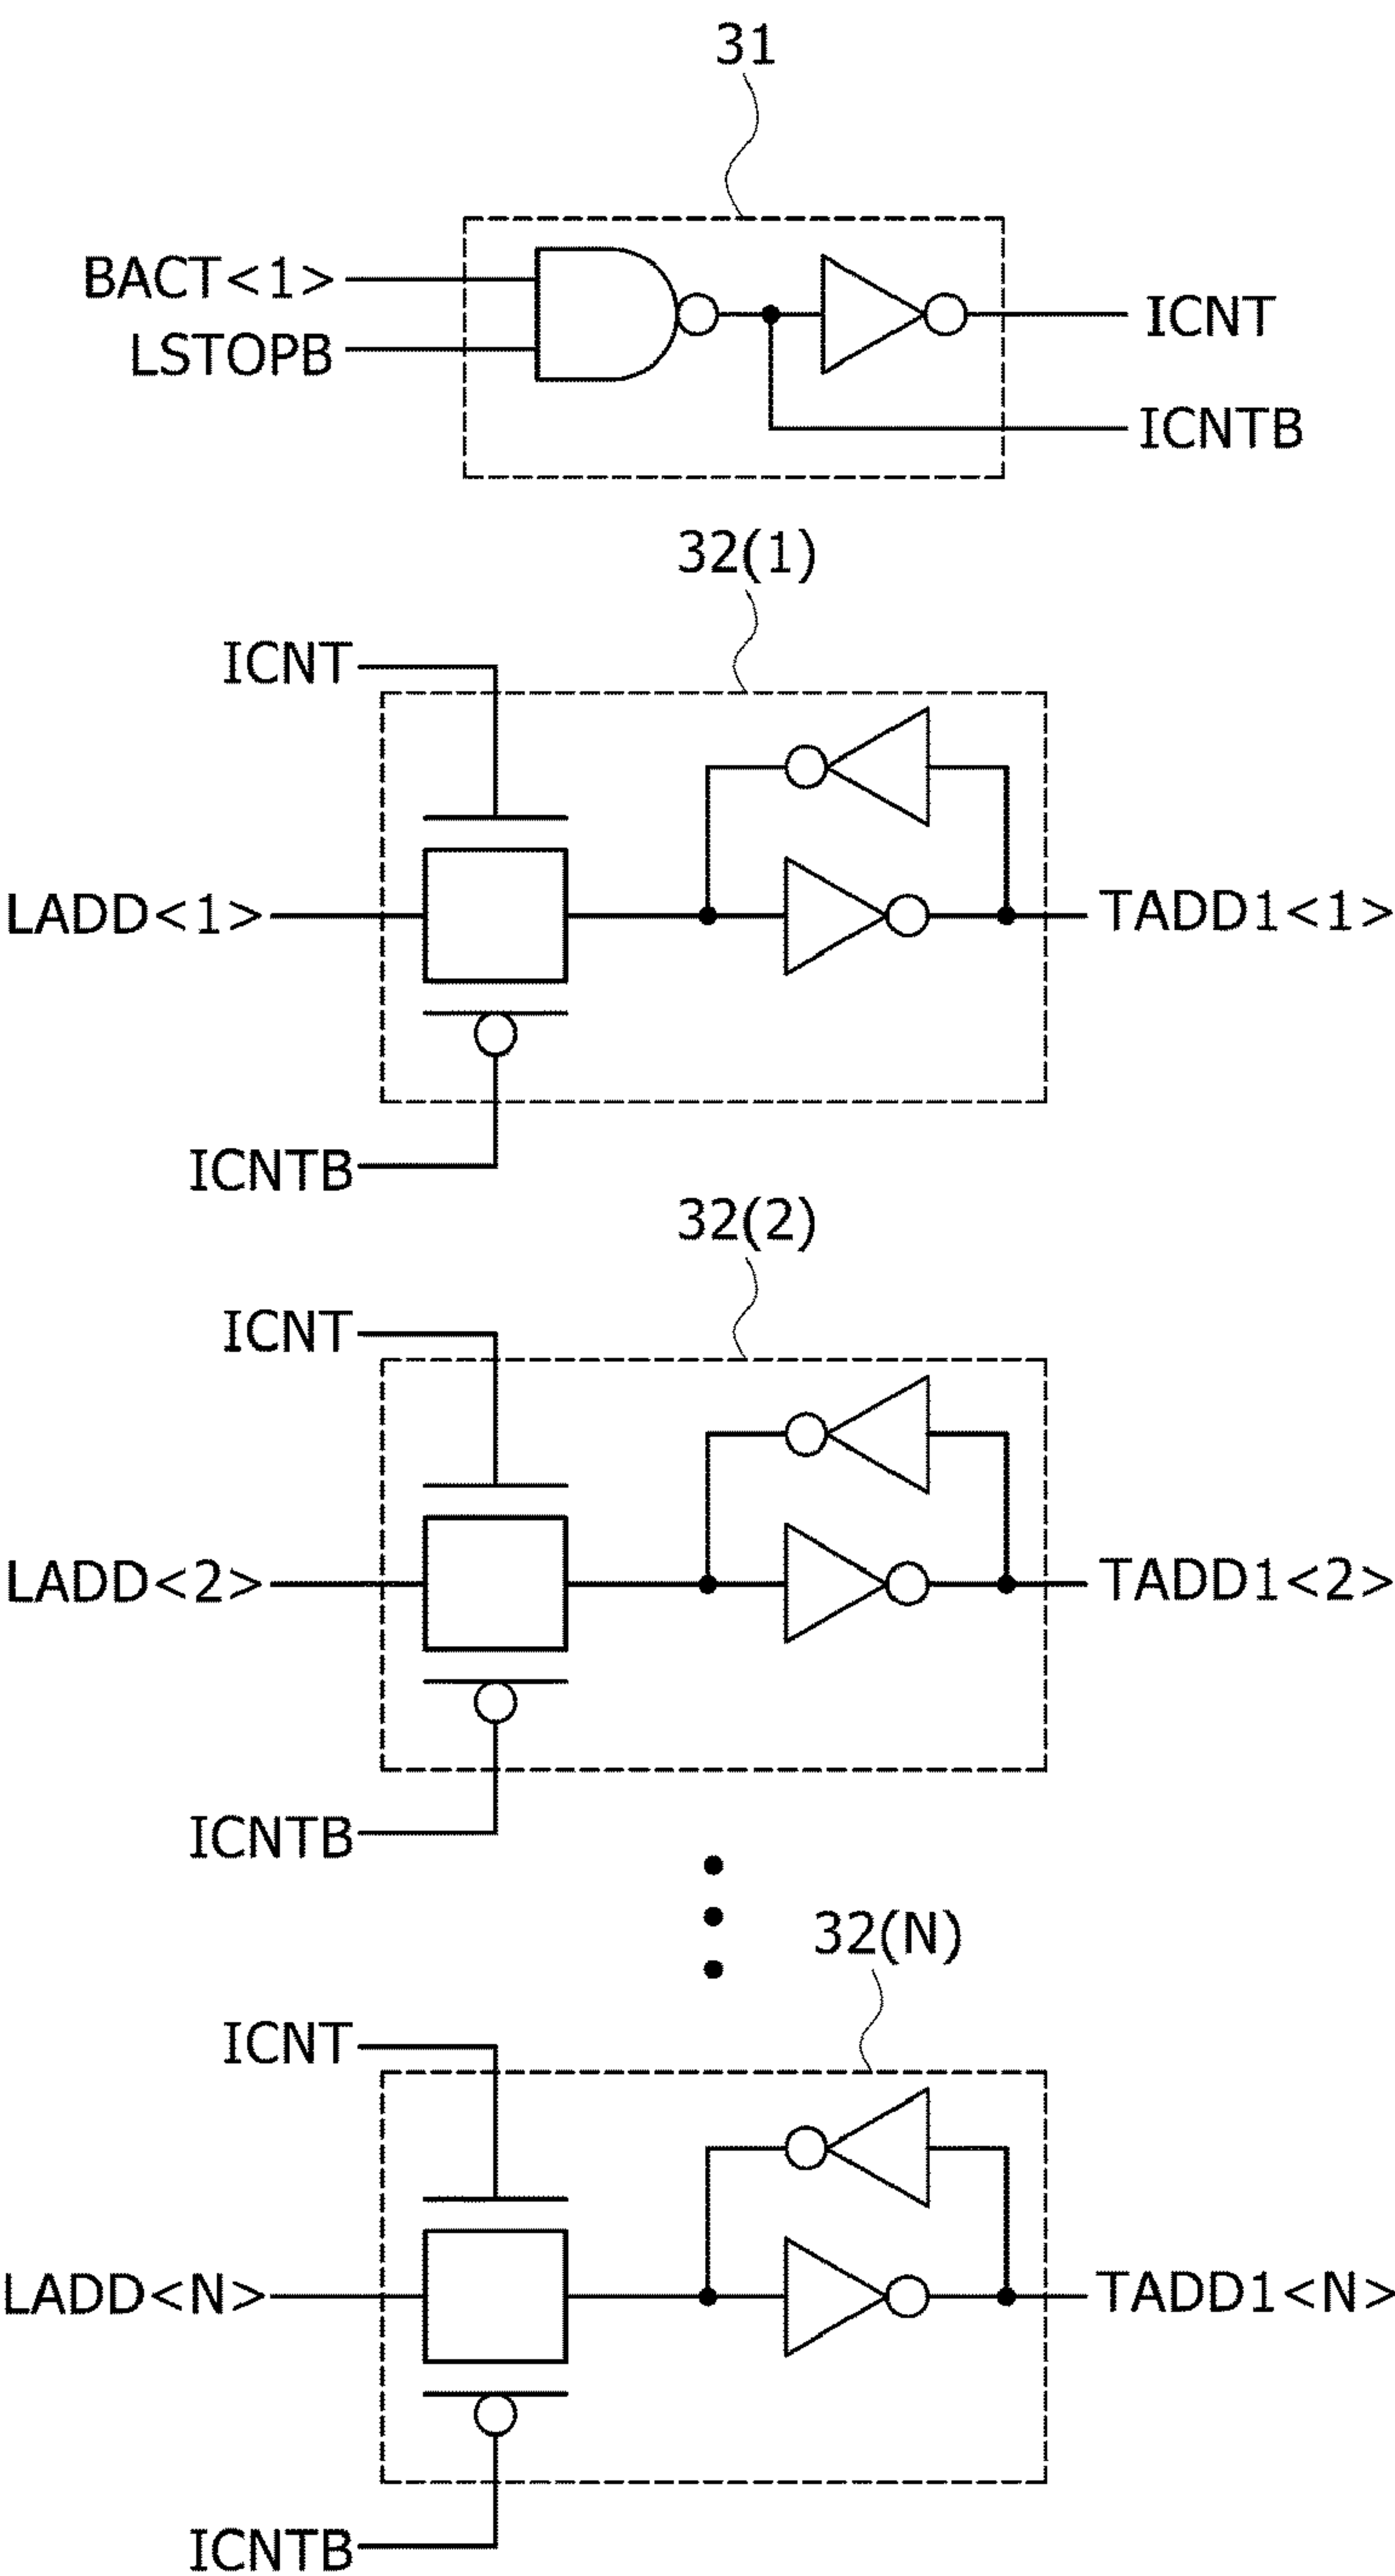 31
BACT<1>
LSTOPB
ICNT
ICNTB
32(1)
ICNT
LADD<1>
TADD1<1>
ICNTB
32(2)
ICNT
LADD<2>
TADD1<2>
ICNTB
32(N)
ICNT
LADD<N>
TADD1<N>
ICNTB